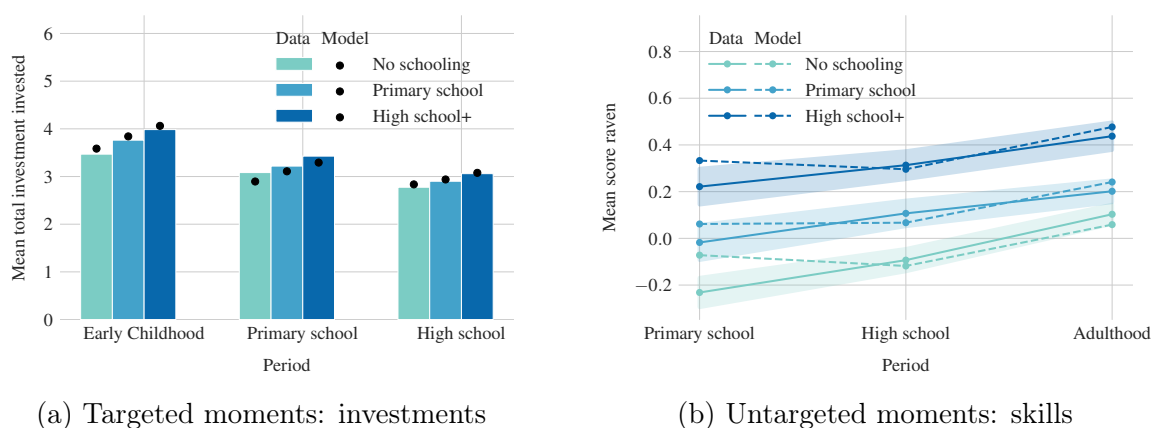 Mean total investment invested
6
5
4
3
2
1
0
Data Model
No schooling
Primary school
High school+
Early Childhood
Primary school
High school
Period
(a) Targeted moments: investments
Mean score raven
0.8
0.6
0.4
0.2
0.0
−0.2
Data Model
No schooling
Primary school
High school+
Primary school
High school
Adulthood
Period
(b) Untargeted moments: skills